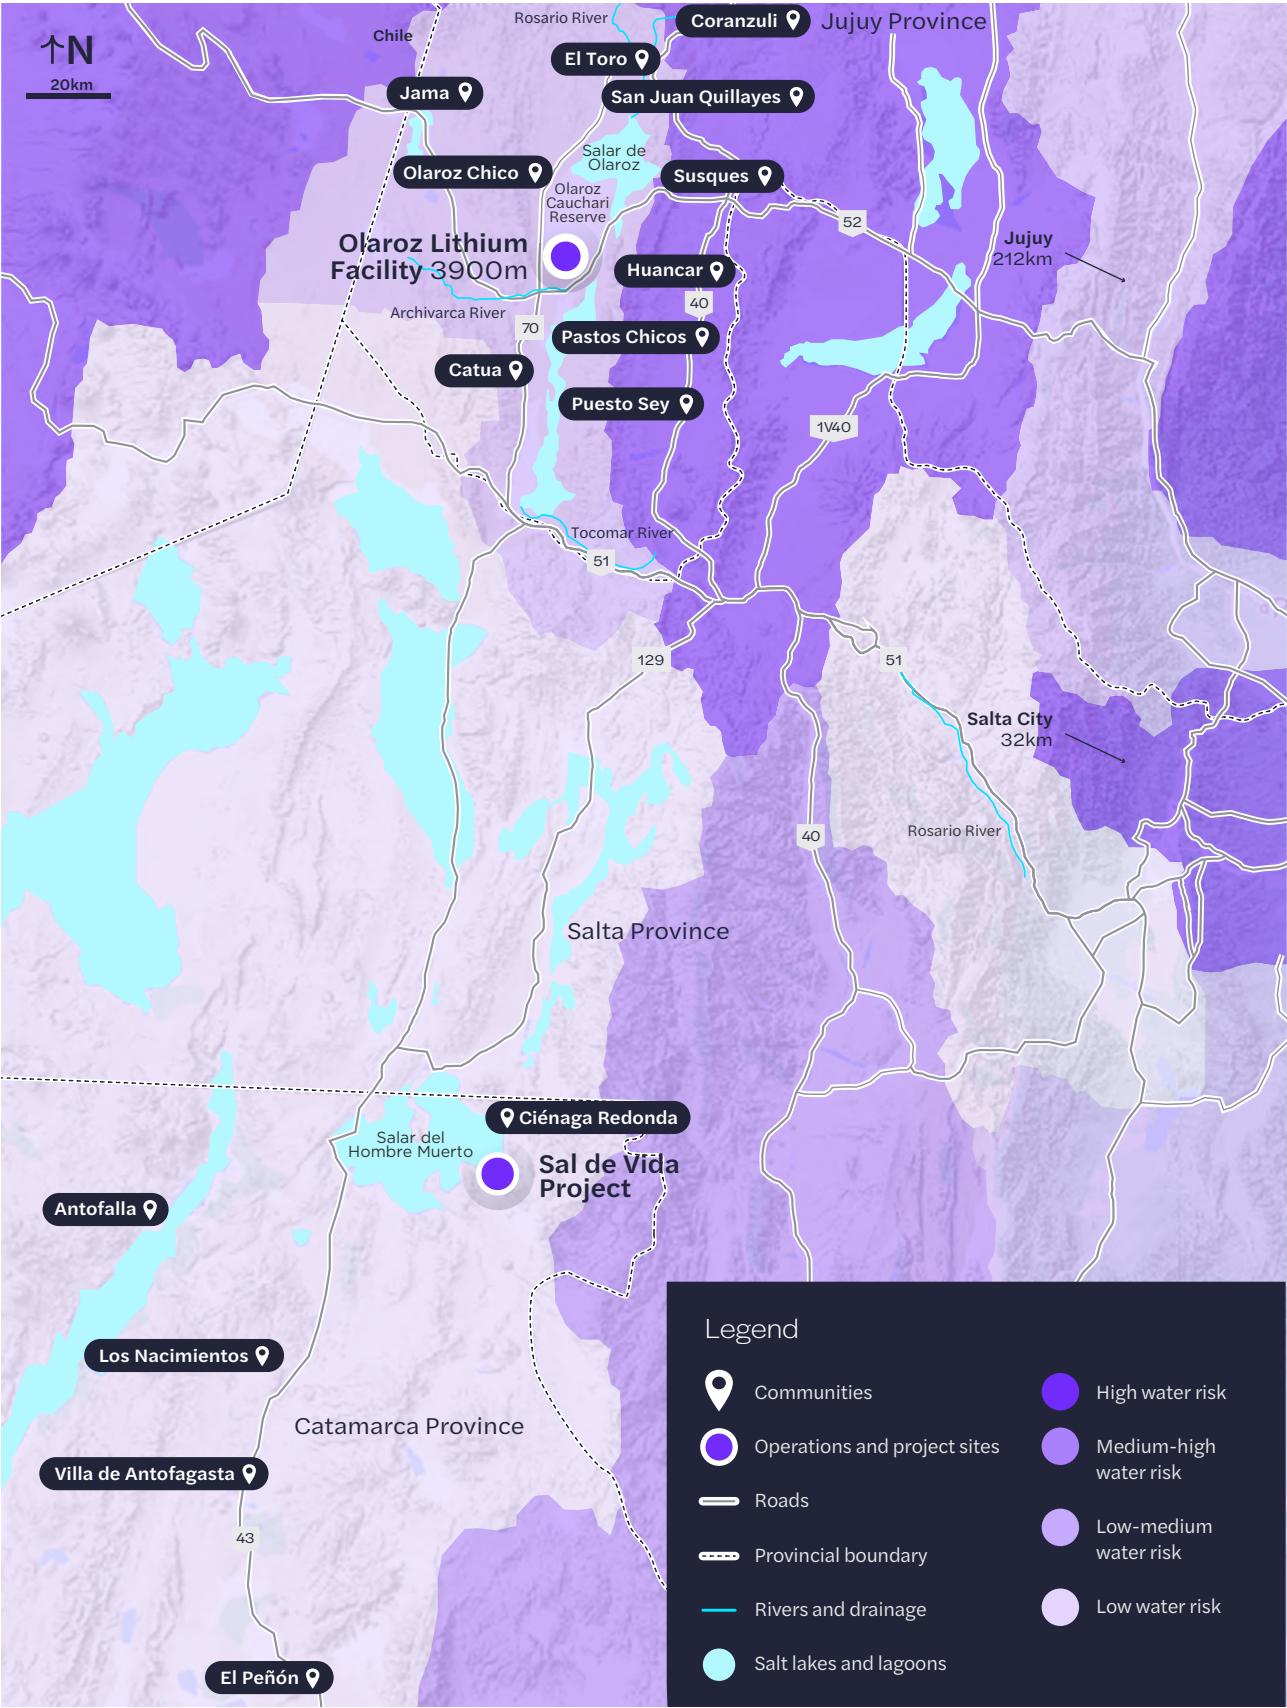 N
20km
Chile
Rosario River
Coranzuli
Jujuy Province
El Toro
Jama
San Juan Quillayes
Salar de
Olaroz
Olaroz Chico
Susques
Olaroz
Cauchari
Reserve
52
Olaroz Lithium
Facility 3900m
Jujuy
212km
Huancar
40
Archivarca River
70
Pastos Chicos
Catua
Puesto Sey
1V40
Tocomar River
51
129
51
Salta City
32km
Rosario River
40
Salta Province
Ciénaga Redonda
Salar del
Hombre Muerto
Sal de Vida
Project
Antofalla
Los Nacimientos
Catamarca Province
Villa de Antofagasta
43
El Peñón
Legend
Communities
Operations and project sites
Roads
Provincial boundary
Rivers and drainage
Salt lakes and lagoons
High water risk
Medium-high
water risk
Low-medium
water risk
Low water risk